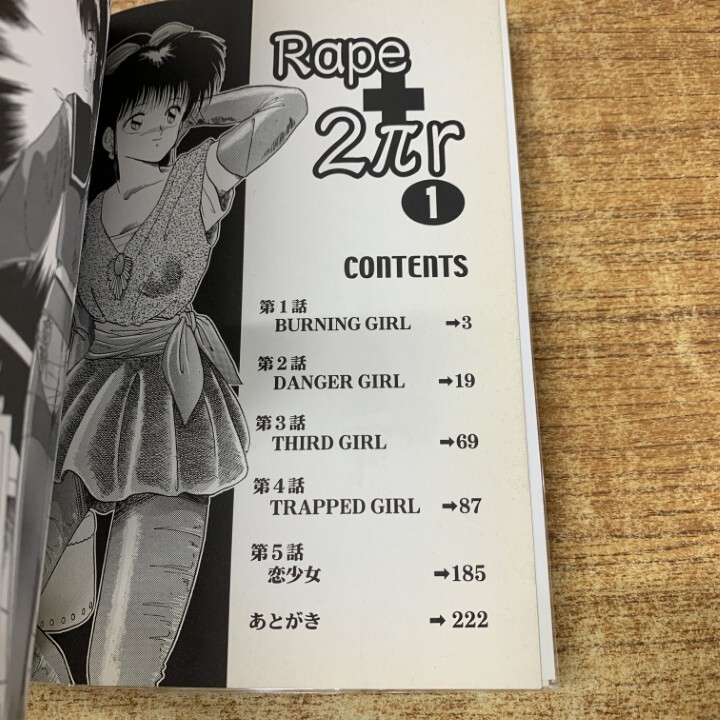 Rape
+
2πr
1
CONTENTS
第1話
BURNING GIRL ➡3
第2話
DANGER GIRL ➡19
第3話
THIRD GIRL ➡69
第4話
TRAPPED GIRL ➡87
第5話
恋少女 ➡185
あとがき ➡222